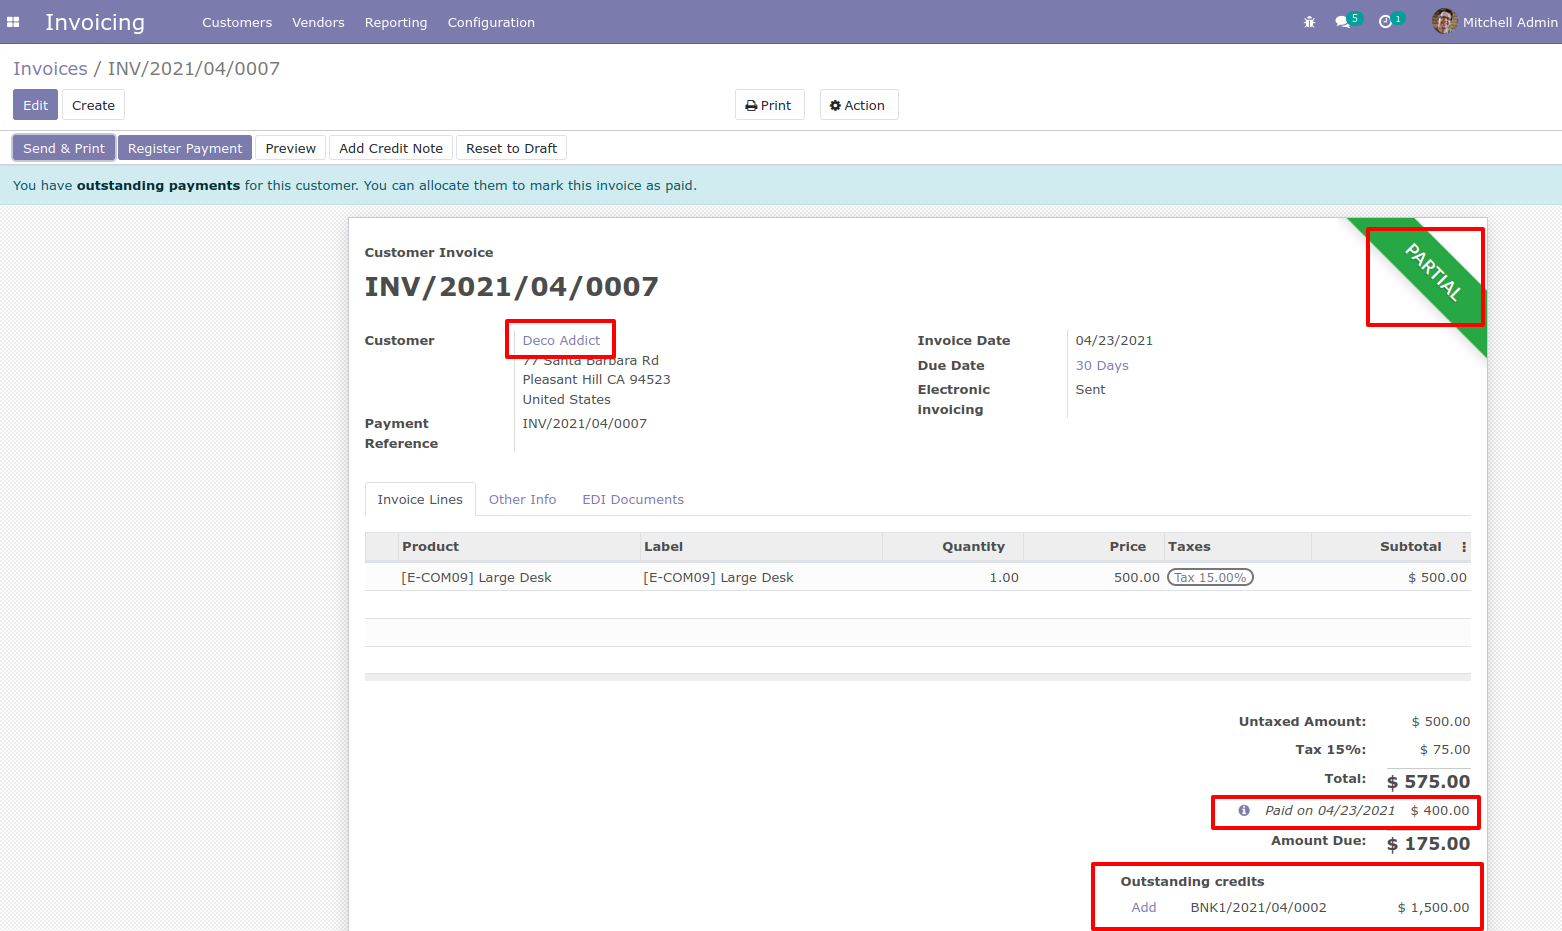 Invoicing Customers Vendors Reporting Configuration 5 1 Mitchell Admin
Invoices / INV/2021/04/0007
Edit Create Print Action
Send & Print Register Payment Preview Add Credit Note Reset to Draft
You have outstanding payments for this customer. You can allocate them to mark this invoice as paid.
PARTIAL
Customer Invoice
INV/2021/04/0007
Customer Deco Addict Invoice Date 04/23/2021
77 Santa Barbara Rd
Due Date 30 Days
Pleasant Hill CA 94523
Electronic invoicing Sent
United States
Payment Reference INV/2021/04/0007
Invoice Lines Other Info EDI Documents
Product Label Quantity Price Taxes Subtotal
[E-COM09] Large Desk [E-COM09] Large Desk 1.00 500.00 Tax 15.00% $ 500.00
Untaxed Amount: $ 500.00
Tax 15%: $ 75.00
Total: $ 575.00
Paid on 04/23/2021 $ 400.00
Amount Due: $ 175.00
Outstanding credits
Add BNK1/2021/04/0002 $ 1,500.00